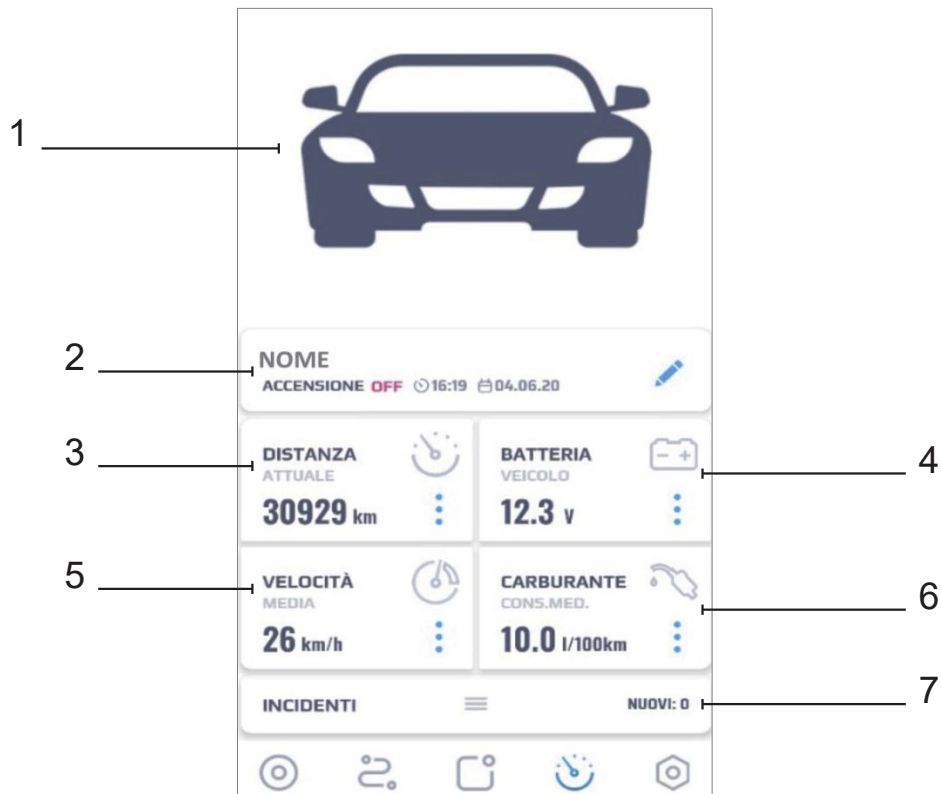 1
2
NOME
ACCENSIONE OFF 16:19 04.06.20
3
DISTANZA
ATTUALE
30929 km
BATTERIA
VEICOLO
12.3 V
4
5
VELOCITÀ
MEDIA
26 km/h
CARBURANTE
CONS.MED.
10.0 l/100km
6
INCIDENTI
NUOVI: 0
7